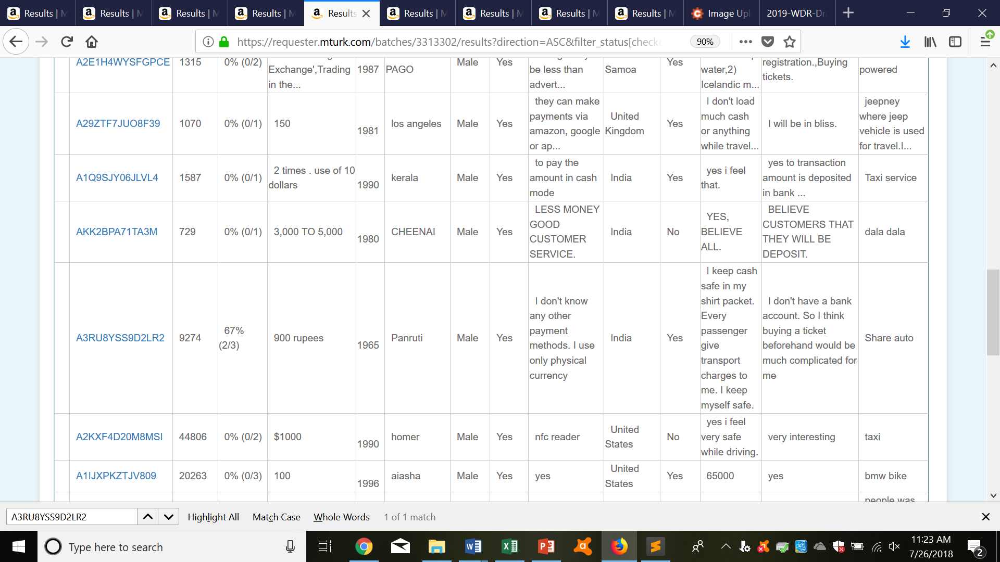 Results | M
Results | M
Results | M
Results | M
Results
Results | M
Results | M
Results | M
Results | M
Image Up
2019-WDR-Dr
https://requester.mturk.com/batches/3313302/results?direction=ASC&filter_status[checke
90%
A2E1H4WYSFGPCE 1315 0% (0/2) Exchange',Trading in the... 1987 PAGO Male Yes be less than advert... Samoa Yes water,2) Icelandic m... registration.,Buying tickets. powered
A29ZTF7JUO8F39 1070 0% (0/1) 150 1981 los angeles Male Yes they can make payments via amazon, google or ap... United Kingdom Yes I don't load much cash or anything while travel... I will be in bliss. jeepney where jeep vehicle is used for travel.I...
A1Q9SJY06JLVL4 1587 0% (0/1) 2 times . use of 10 dollars 1990 kerala Male Yes to pay the amount in cash mode India Yes yes i feel that. yes to transaction amount is deposited in bank ... Taxi service
AKK2BPA71TA3M 729 0% (0/1) 3,000 TO 5,000 1980 CHEENAI Male Yes LESS MONEY GOOD CUSTOMER SERVICE. India No YES, BELIEVE ALL. BELIEVE CUSTOMERS THAT THEY WILL BE DEPOSIT. dala dala
A3RU8YSS9D2LR2 9274 67% (2/3) 900 rupees 1965 Panruti Male Yes I don't know any other payment methods. I use only physical currency India Yes I keep cash safe in my shirt packet. Every passenger give transport charges to me. I keep myself safe. I don't have a bank account. So I think buying a ticket beforehand would be much complicated for me Share auto
A2KXF4D20M8MSI 44806 0% (0/2) $1000 1990 homer Male Yes nfc reader United States No yes i feel very safe while driving. very interesting taxi
A1IJXPKZTJV809 20263 0% (0/3) 100 1996 aiasha Male Yes yes United States Yes 65000 yes bmw bike
people was
A3RU8YSS9D2LR2 Highlight All Match Case Whole Words 1 of 1 match
Type here to search
11:23 AM
7/26/2018
2